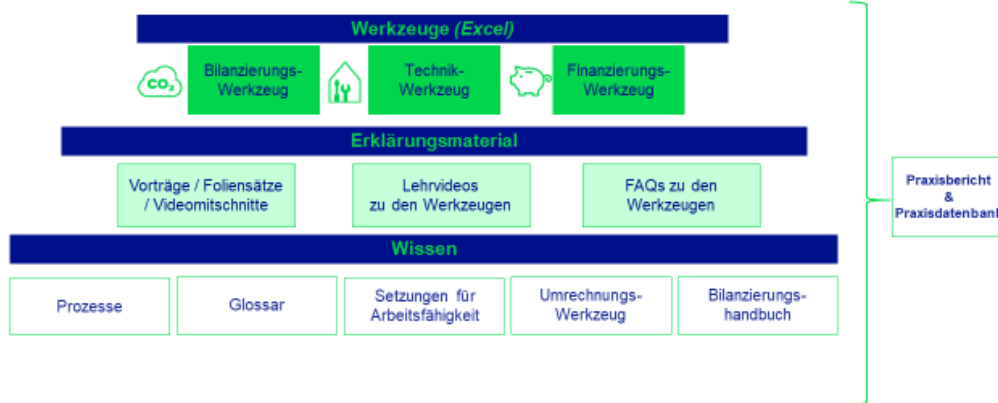 Werkzeuge (Excel)
CO₂
Bilanzierungs-
Werkzeug
Technik-
Werkzeug
Finanzierungs-
Werkzeug
Erklärungsmaterial
Vorträge / Foliensätze
/ Videomitschnitte
Lehrvideos
zu den Werkzeugen
FAQs zu den
Werkzeugen
Praxisbericht
&
Praxisdatenbank
Wissen
Prozesse
Glossar
Setzungen für
Arbeitsfähigkeit
Umrechnungs-
Werkzeug
Bilanzierungs-
handbuch